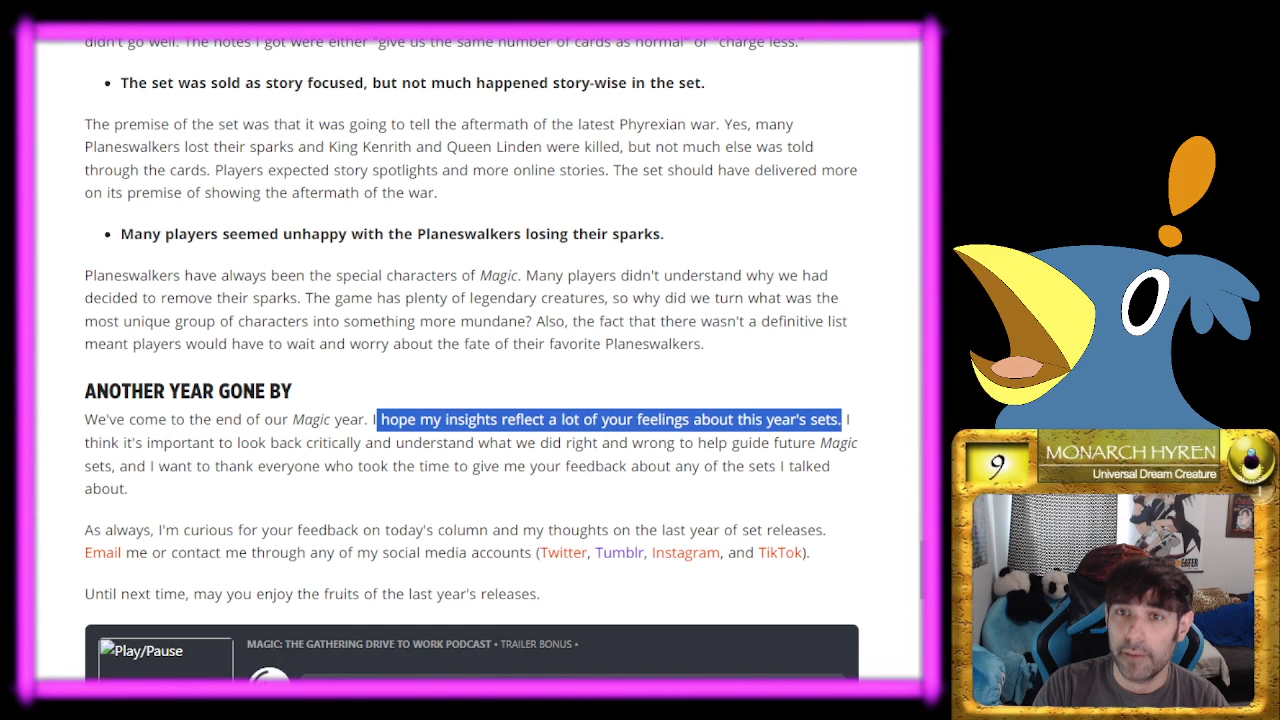 didn't go well. The notes I got were either "give us the same number of cards as normal" or "charge less."
• The set was sold as story focused, but not much happened story-wise in the set.
The premise of the set was that it was going to tell the aftermath of the latest Phyrexian war. Yes, many
Planeswalkers lost their sparks and King Kenrith and Queen Linden were killed, but not much else was told
through the cards. Players expected story spotlights and more online stories. The set should have delivered more
on its premise of showing the aftermath of the war.
• Many players seemed unhappy with the Planeswalkers losing their sparks.
Planeswalkers have always been the special characters of Magic. Many players didn't understand why we had
decided to remove their sparks. The game has plenty of legendary creatures, so why did we turn what was the
most unique group of characters into something more mundane? Also, the fact that there wasn't a definitive list
meant players would have to wait and worry about the fate of their favorite Planeswalkers.
ANOTHER YEAR GONE BY
We've come to the end of our Magic year. I hope my insights reflect a lot of your feelings about this year's sets. I
think it's important to look back critically and understand what we did right and wrong to help guide future Magic
sets, and I want to thank everyone who took the time to give me your feedback about any of the sets I talked
about.
As always, I'm curious for your feedback on today's column and my thoughts on the last year of set releases.
Email me or contact me through any of my social media accounts (Twitter, Tumblr, Instagram, and TikTok).
Until next time, may you enjoy the fruits of the last year's releases.
Play/Pause
MAGIC: THE GATHERING DRIVE TO WORK PODCAST • TRAILER BONUS •
9
MONARCH HYREN
Universal Dream Creature